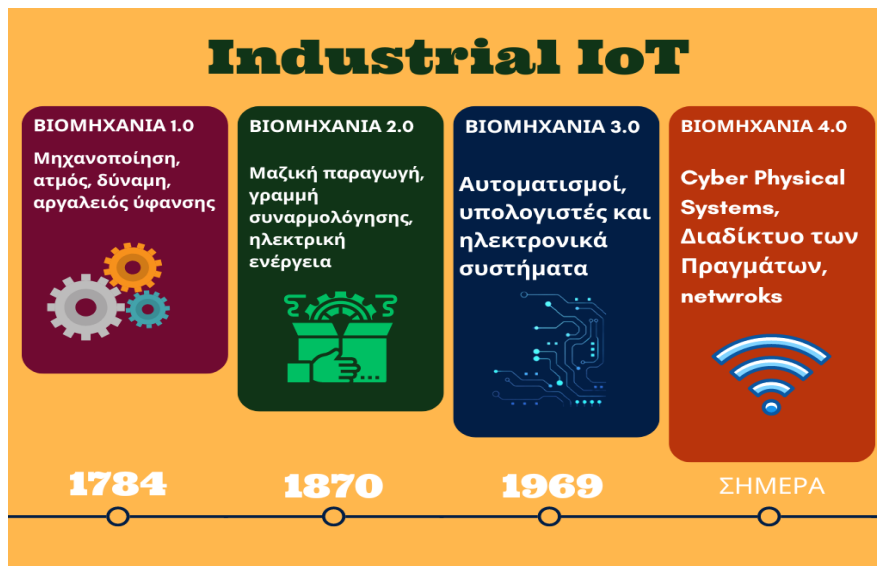 Industrial IoT
ΒΙΟΜΗΧΑΝΙΑ 1.0
Μηχανοποίηση,
ατμός, δύναμη,
αργαλειός ύφανσης
ΒΙΟΜΗΧΑΝΙΑ 2.0
Μαζική παραγωγή,
γραμμή
συναρμολόγησης,
ηλεκτρική
ενέργεια
ΒΙΟΜΗΧΑΝΙΑ 3.0
Αυτοματισμοί,
υπολογιστές και
ηλεκτρονικά
συστήματα
ΒΙΟΜΗΧΑΝΙΑ 4.0
Cyber Physical
Systems,
Διαδίκτυο των
Πραγμάτων,
netwroks
1784
1870
1969
ΣΗΜΕΡΑ